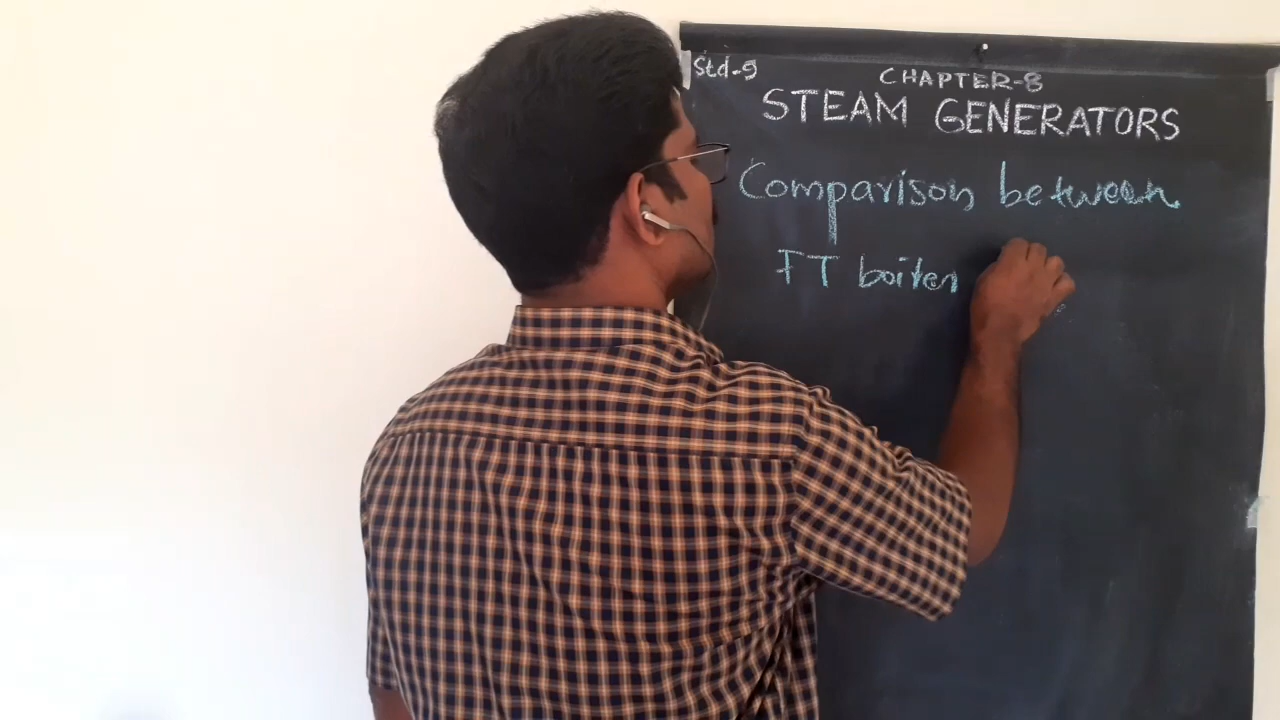 Std-9
CHAPTER-8
STEAM GENERATORS
Comparison between
FT boiler